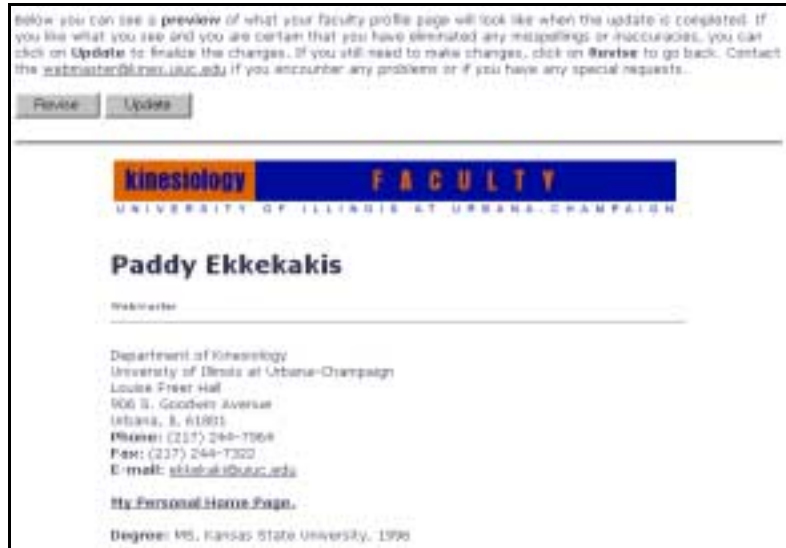 Below you can see a preview of what your faculty profile page will look like when the update is completed. If
you like what you see and you are certain that you have eliminated any misspellings or inaccuracies, you can
click on Update to finalize the changes. If you still need to make changes, click on Revise to go back. Contact
the webmaster@kines.uiuc.edu if you encounter any problems or if you have any special requests.
Revise Update
kinesiology FACULTY
UNIVERSITY OF ILLINOIS AT URBANA-CHAMPAIGN
Paddy Ekkekakis
Webmaster
Department of Kinesiology
University of Illinois at Urbana-Champaign
Louise Freer Hall
906 S. Goodwin Avenue
Urbana, IL 61801
Phone: (217) 244-7964
Fax: (217) 244-7322
E-mail: ekkekaki@uiuc.edu
My Personal Home Page.
Degree: MS, Kansas State University, 1996